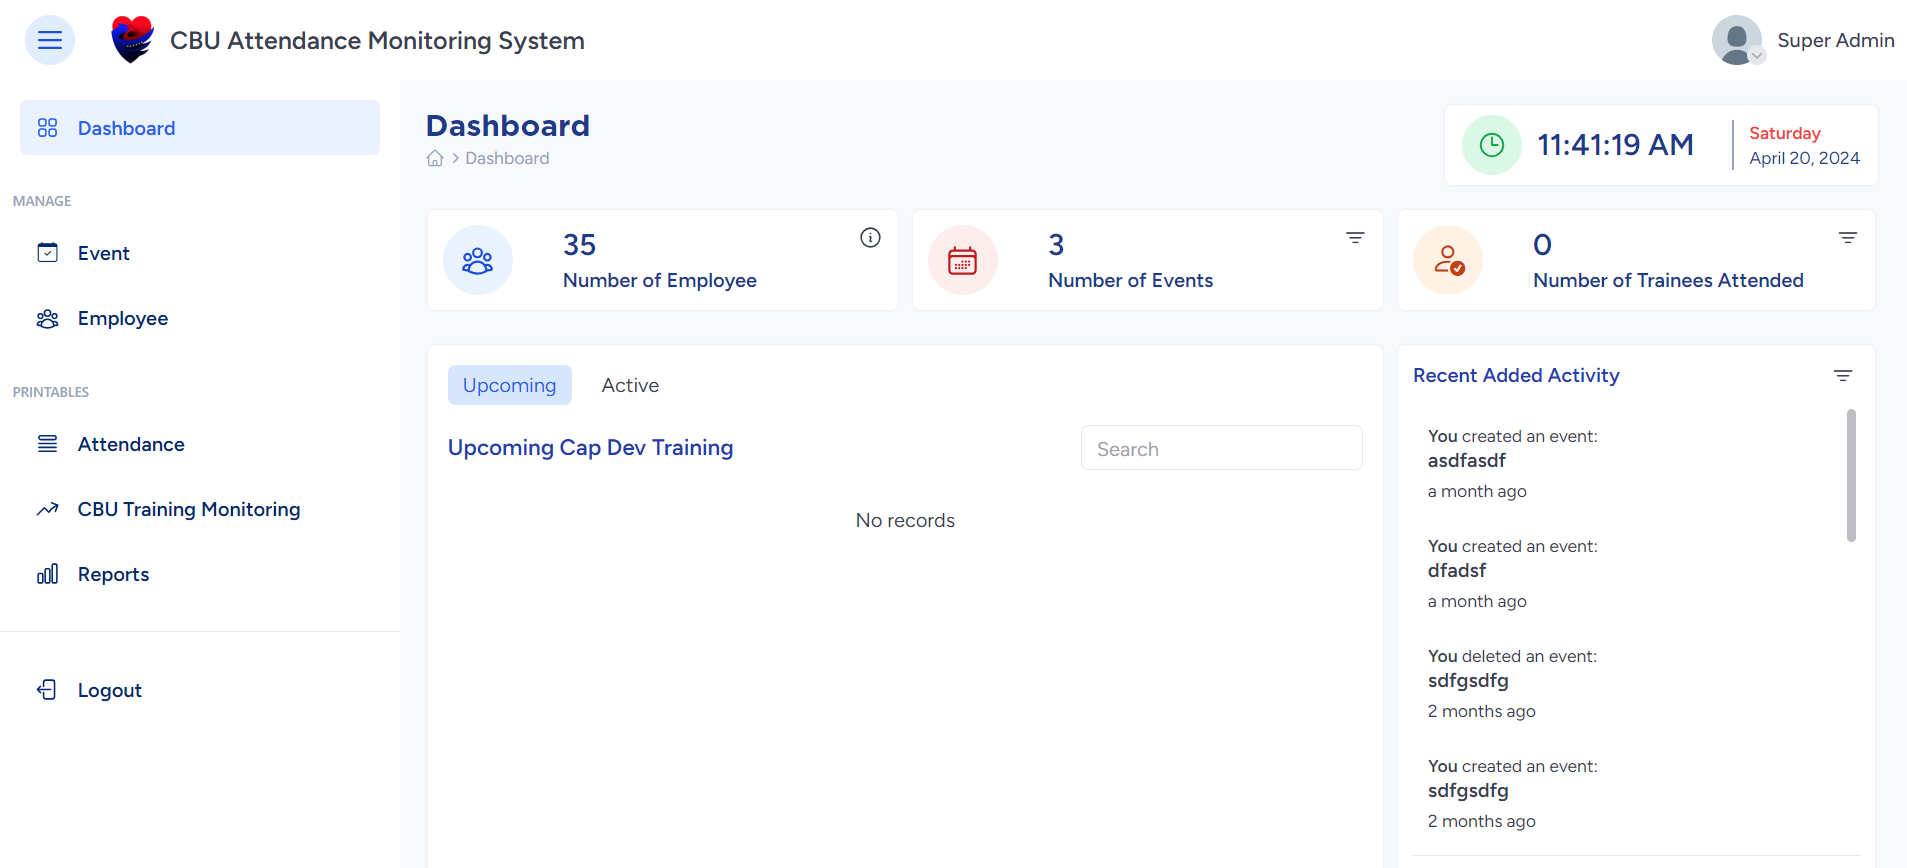 CBU Attendance Monitoring System
Super Admin
Dashboard
MANAGE
Event
Employee
PRINTABLES
Attendance
CBU Training Monitoring
Reports
Logout
Dashboard
Dashboard
11:41:19 AM
Saturday
April 20, 2024
35
Number of Employee
3
Number of Events
0
Number of Trainees Attended
Upcoming
Active
Upcoming Cap Dev Training
Search
No records
Recent Added Activity
You created an event:
asdfasdf
a month ago
You created an event:
dfadsf
a month ago
You deleted an event:
sdfgsdfg
2 months ago
You created an event:
sdfgsdfg
2 months ago